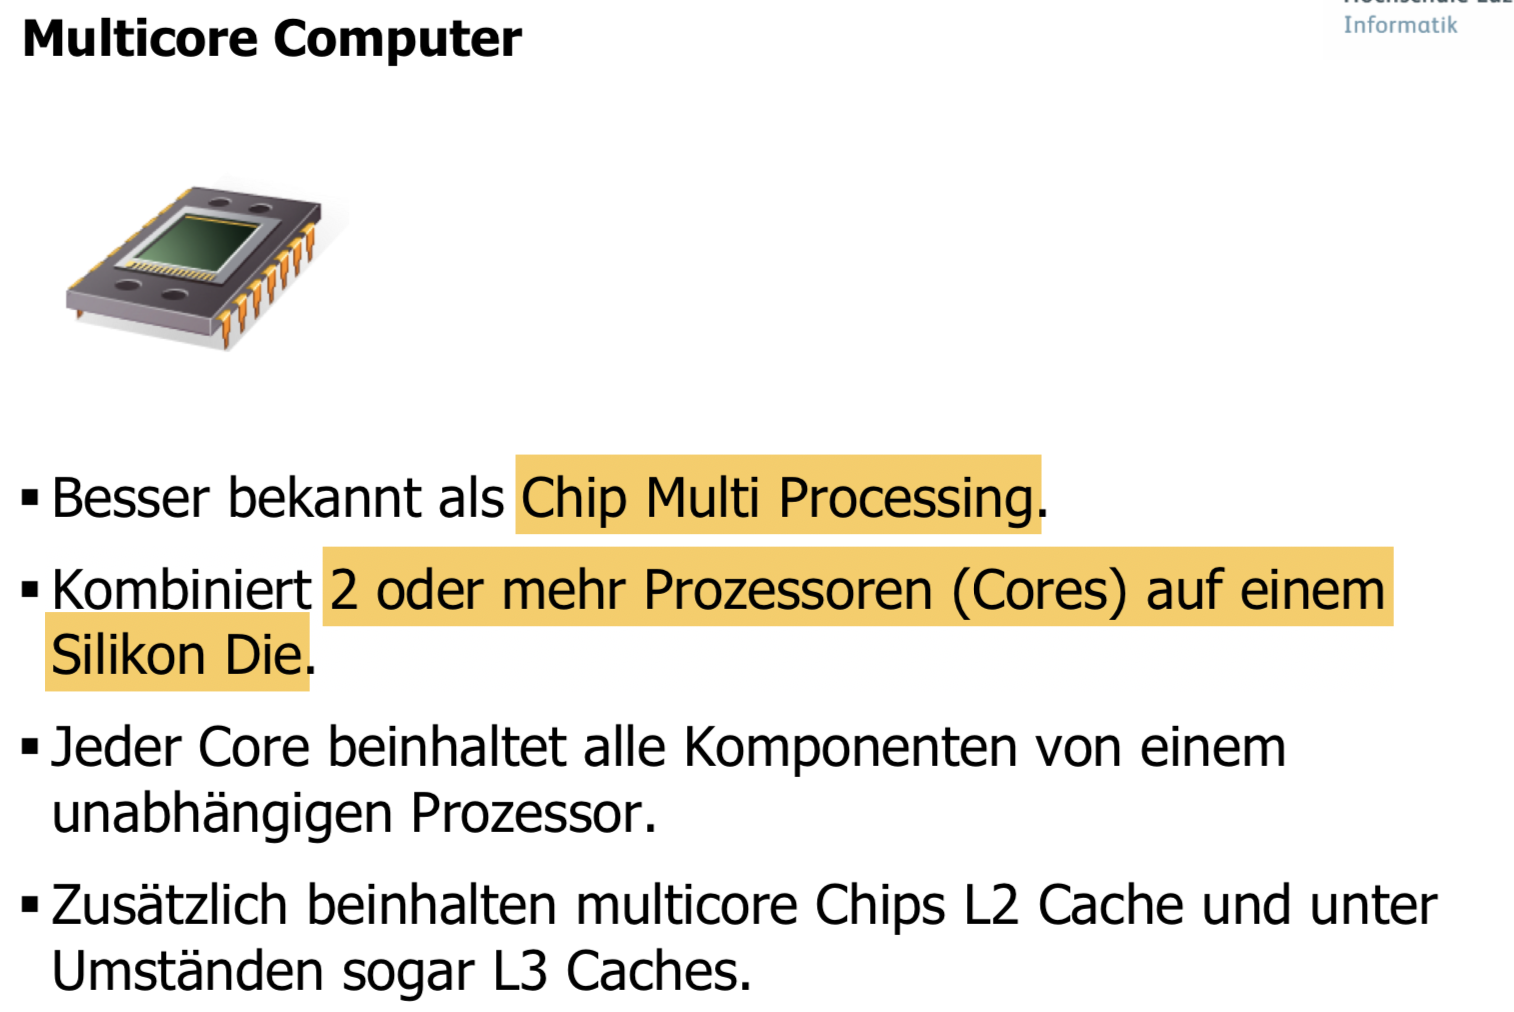 Multicore Computer
Informatik
▪ Besser bekannt als Chip Multi Processing.
▪ Kombiniert 2 oder mehr Prozessoren (Cores) auf einem
Silikon Die.
▪ Jeder Core beinhaltet alle Komponenten von einem
unabhängigen Prozessor.
▪ Zusätzlich beinhalten multicore Chips L2 Cache und unter
Umständen sogar L3 Caches.